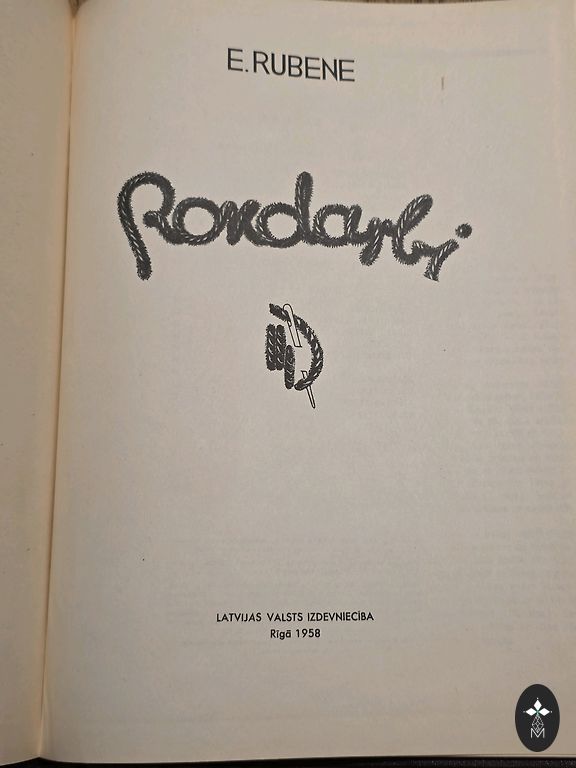 E. RUBENE
Rokdarbi
LATVIJAS VALSTS IZDEVNIECĪBA
Rīgā 1958
M